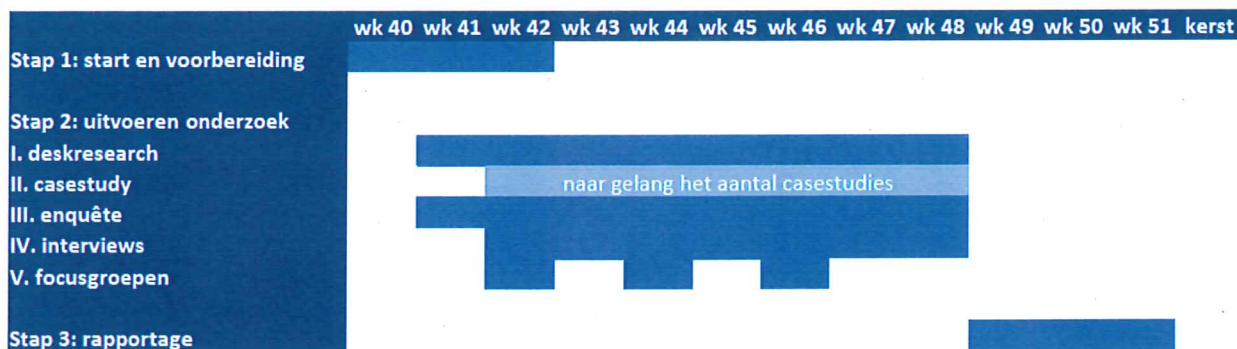 wk 40 wk 41 wk 42 wk 43 wk 44 wk 45 wk 46 wk 47 wk 48 wk 49 wk 50 wk 51 kerst
Stap 1: start en voorbereiding
Stap 2: uitvoeren onderzoek
I. deskresearch
II. casestudy naar gelang het aantal casestudies
III. enquête
IV. interviews
V. focusgroepen
Stap 3: rapportage